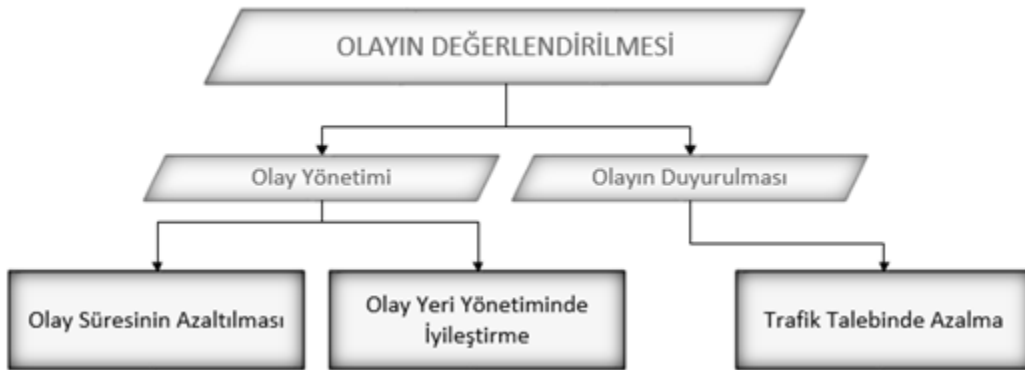 OLAYIN DEĞERLENDİRİLMESİ
Olay Yönetimi
Olayın Duyurulması
Olay Süresinin Azaltılması
Olay Yeri Yönetiminde
İyileştirme
Trafik Talebinde Azalma